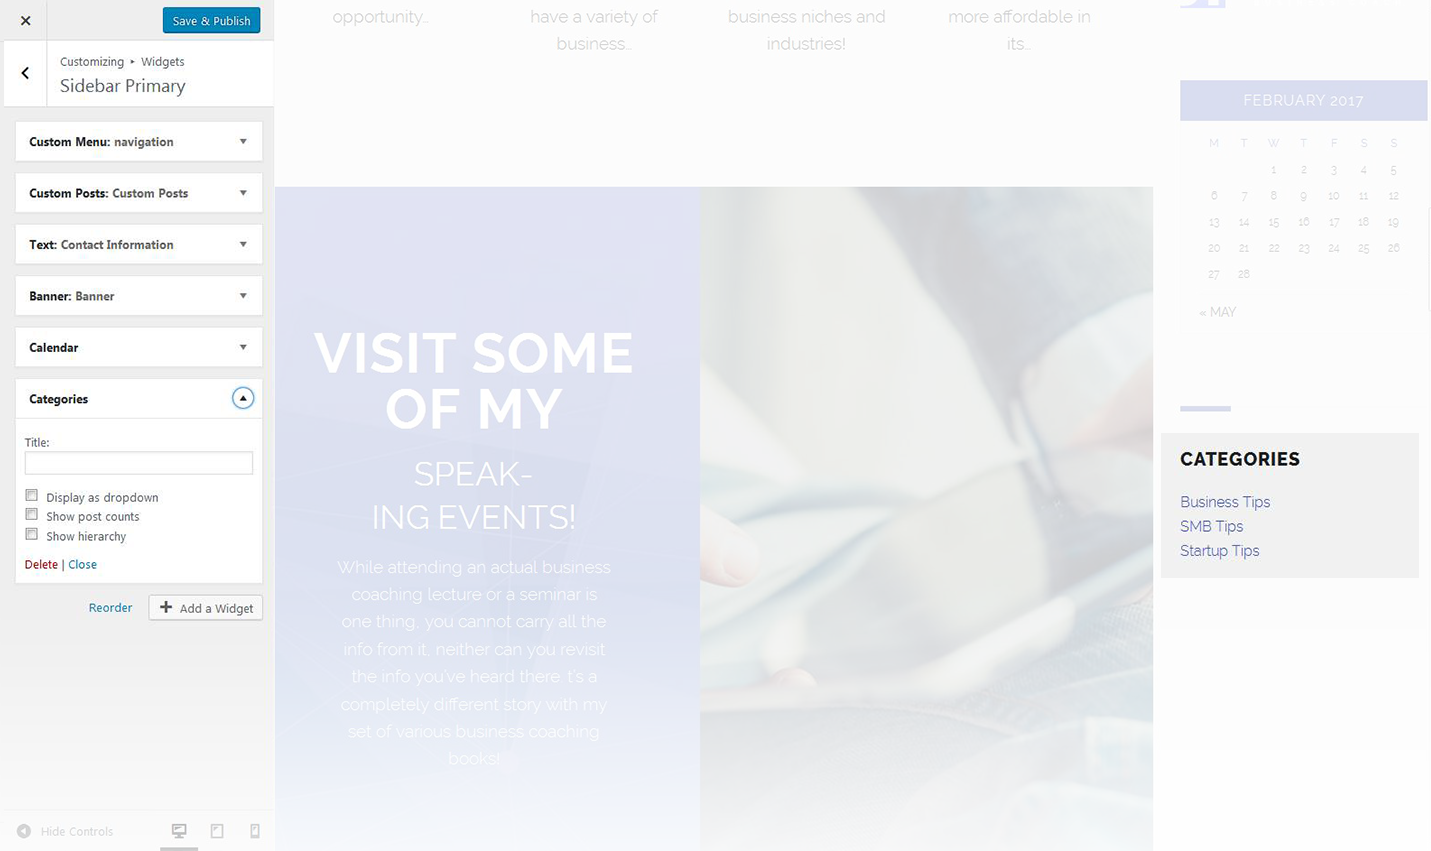 Save & Publish
Customizing ▸ Widgets
Sidebar Primary
Custom Menu: navigation
Custom Posts: Custom Posts
Text: Contact Information
Banner: Banner
Calendar
Categories
Title:
Display as dropdown
Show post counts
Show hierarchy
Delete | Close
Reorder
Add a Widget
Hide Controls
opportunity...
have a variety of
business...
business niches and
industries!
more affordable in
its...
VISIT SOME
OF MY
SPEAK-
ING EVENTS!
While attending an actual business
coaching lecture or a seminar is
one thing, you cannot carry all the
info from it, neither can you revisit
the info you've heard there. t's a
completely different story with my
set of various business coaching
books!
FEBRUARY 2017
M T W T F S S
1 2 3 4 5
6 7 8 9 10 11 12
13 14 15 16 17 18 19
20 21 22 23 24 25 26
27 28
« MAY
CATEGORIES
Business Tips
SMB Tips
Startup Tips